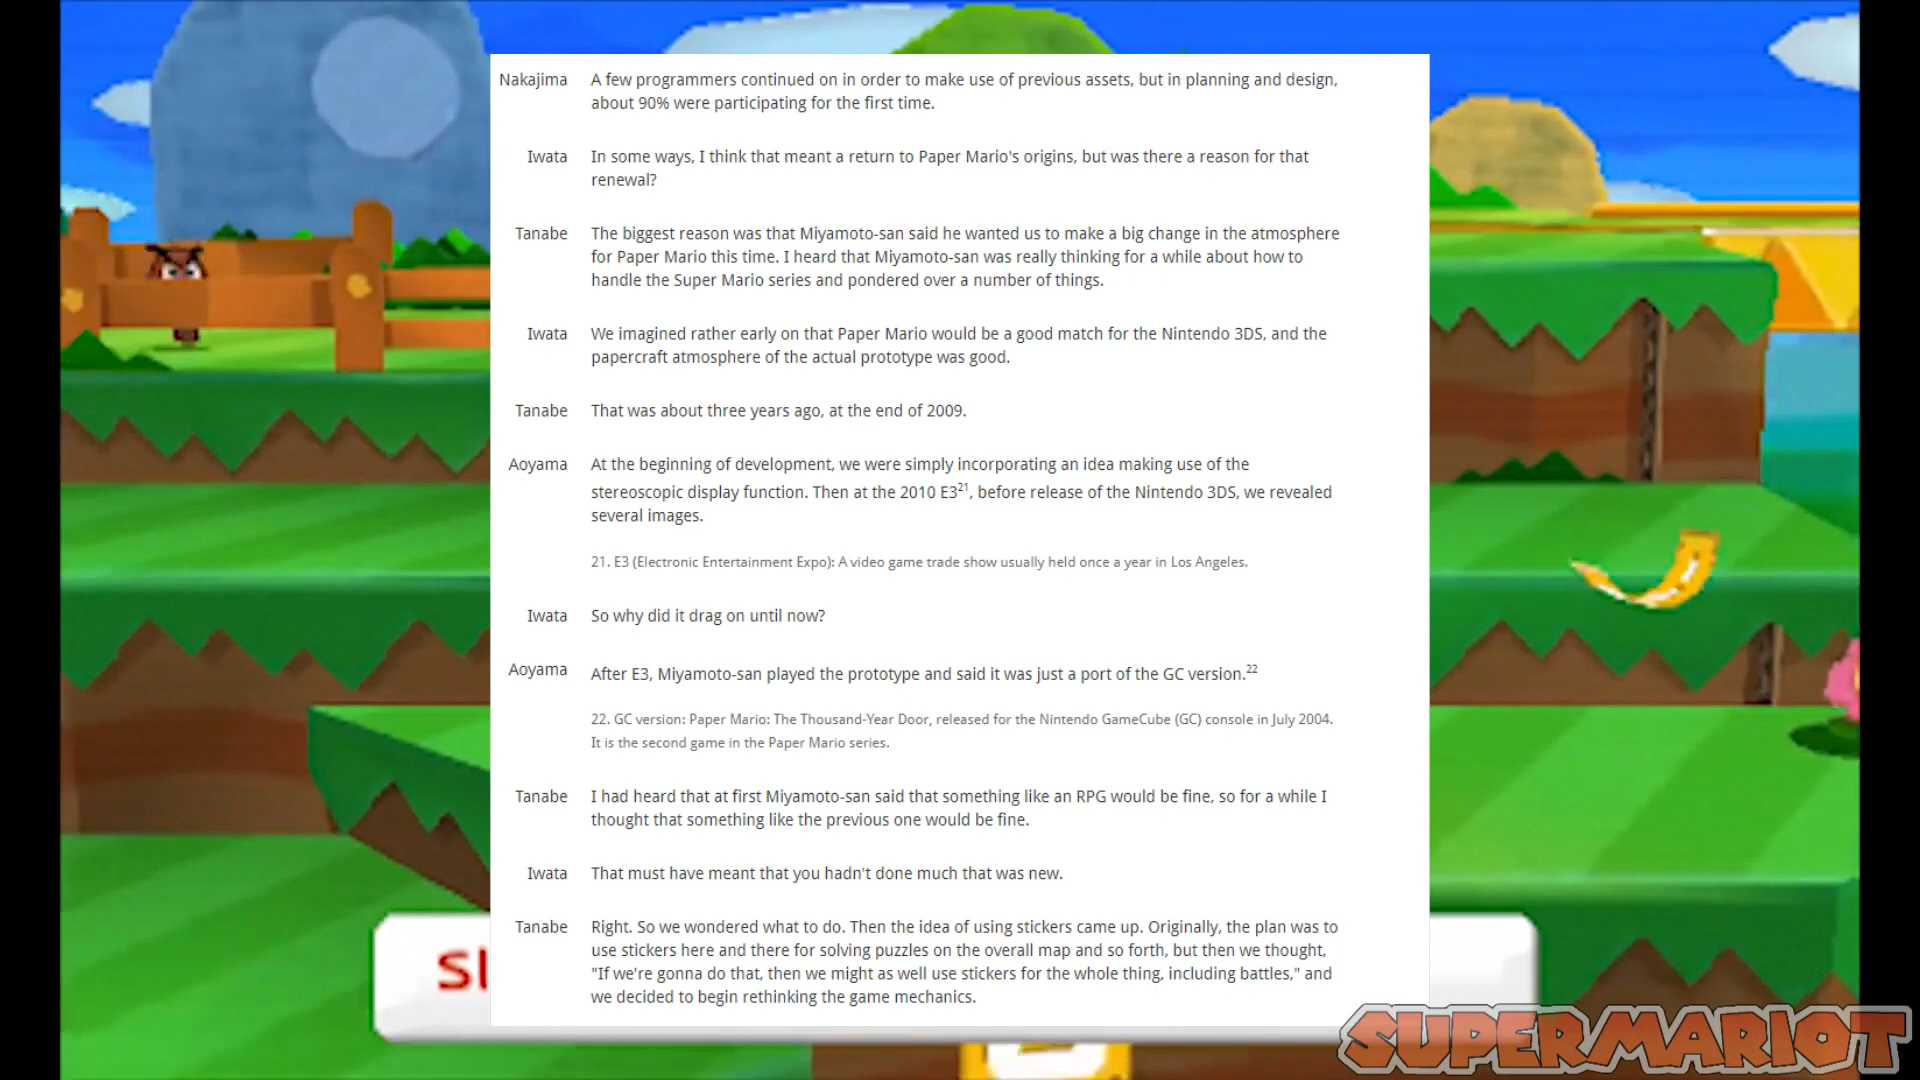 Nakajima A few programmers continued on in order to make use of previous assets, but in planning and design,
about 90% were participating for the first time.
Iwata In some ways, I think that meant a return to Paper Mario's origins, but was there a reason for that
renewal?
Tanabe The biggest reason was that Miyamoto-san said he wanted us to make a big change in the atmosphere
for Paper Mario this time. I heard that Miyamoto-san was really thinking for a while about how to
handle the Super Mario series and pondered over a number of things.
Iwata We imagined rather early on that Paper Mario would be a good match for the Nintendo 3DS, and the
papercraft atmosphere of the actual prototype was good.
Tanabe That was about three years ago, at the end of 2009.
Aoyama At the beginning of development, we were simply incorporating an idea making use of the
stereoscopic display function. Then at the 2010 E3²¹, before release of the Nintendo 3DS, we revealed
several images.
21. E3 (Electronic Entertainment Expo): A video game trade show usually held once a year in Los Angeles.
Iwata So why did it drag on until now?
Aoyama After E3, Miyamoto-san played the prototype and said it was just a port of the GC version.²²
22. GC version: Paper Mario: The Thousand-Year Door, released for the Nintendo GameCube (GC) console in July 2004.
It is the second game in the Paper Mario series.
Tanabe I had heard that at first Miyamoto-san said that something like an RPG would be fine, so for a while I
thought that something like the previous one would be fine.
Iwata That must have meant that you hadn't done much that was new.
Tanabe Right. So we wondered what to do. Then the idea of using stickers came up. Originally, the plan was to
use stickers here and there for solving puzzles on the overall map and so forth, but then we thought,
"If we're gonna do that, then we might as well use stickers for the whole thing, including battles," and
we decided to begin rethinking the game mechanics.
SUPERMARIOT